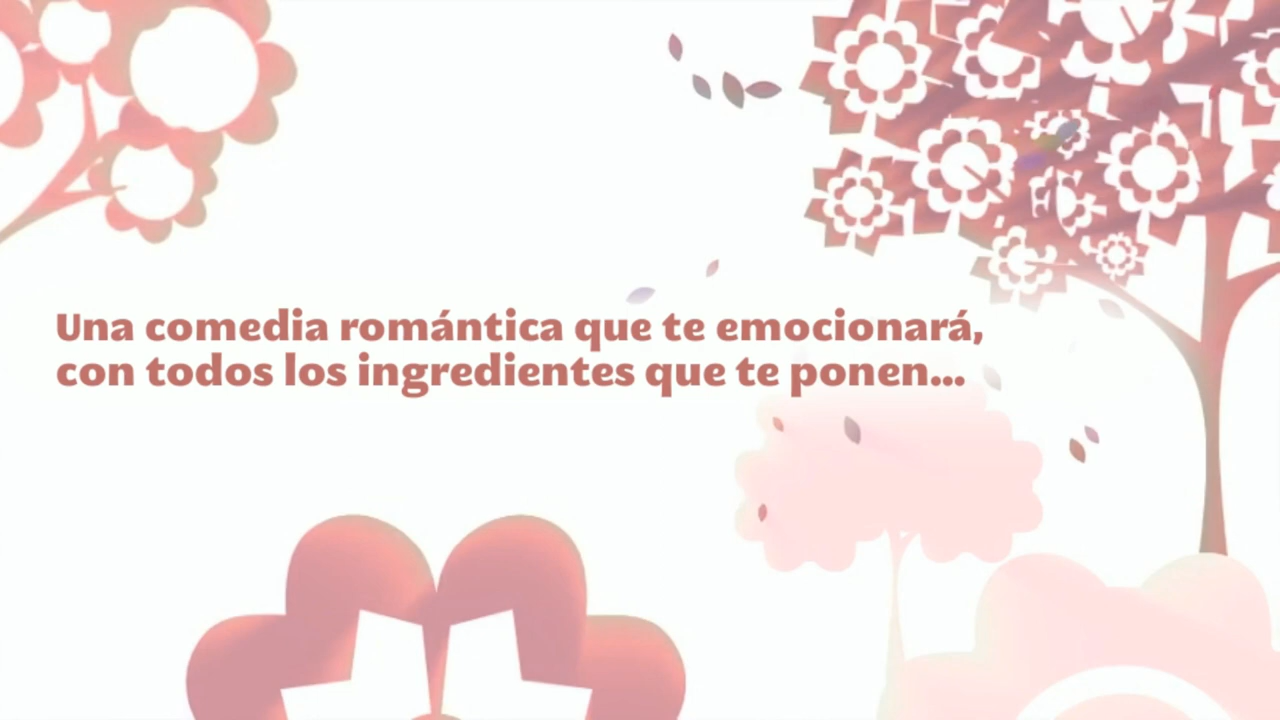 Una comedia romántica que te emocionará,
con todos los ingredientes que te ponen...